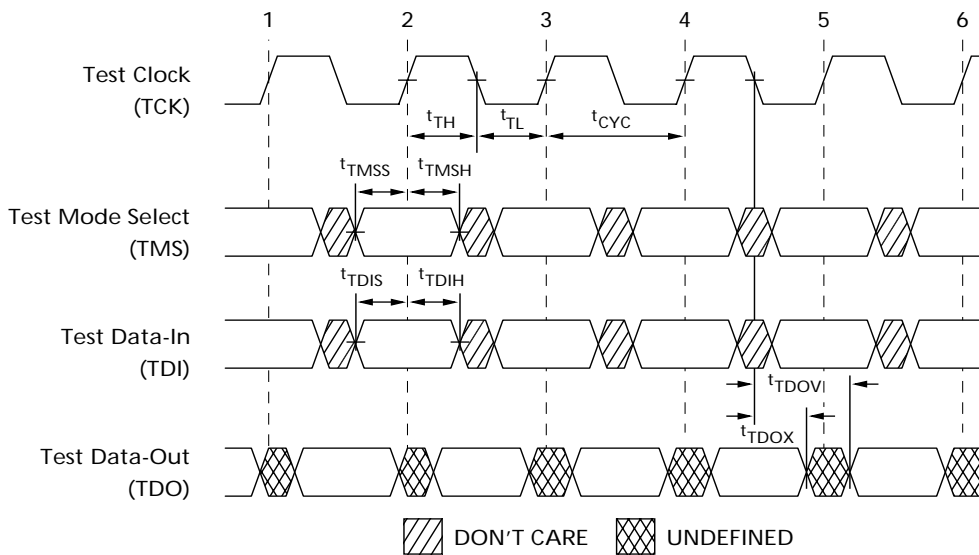 1 2 3 4 5 6
Test Clock
(TCK)
tTH tTL tCYC
tTMSS tTMSH
Test Mode Select
(TMS)
tTDIS tTDIH
Test Data-In
(TDI)
tTDOV
tTDOX
Test Data-Out
(TDO)
DON'T CARE UNDEFINED